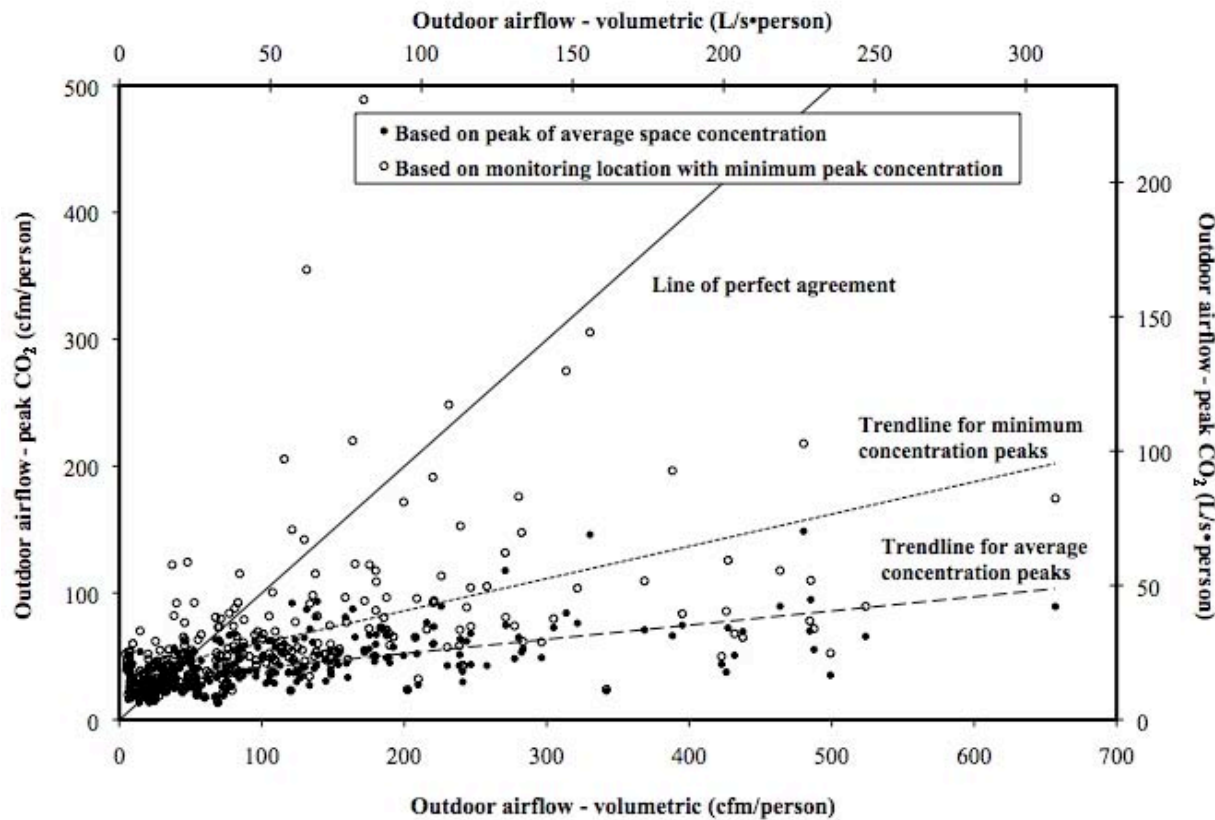 Outdoor airflow - volumetric (L/s•person)
0 50 100 150 200 250 310
500
400
300
200
100
0
Outdoor airflow - peak CO₂ (cfm/person)
• Based on peak of average space concentration
○ Based on monitoring location with minimum peak concentration
Line of perfect agreement
Trendline for minimum
concentration peaks
Trendline for average
concentration peaks
200
150
100
50
0
Outdoor airflow - peak CO₂ (L/s•person)
0 100 200 300 400 500 600 700
Outdoor airflow - volumetric (cfm/person)